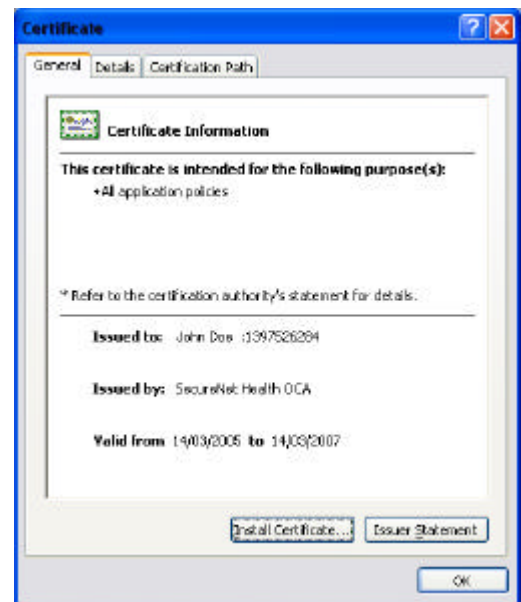 Certificate
General Details Certification Path
Certificate Information
This certificate is intended for the following purpose(s):
•All application policies
* Refer to the certification authority's statement for details.
Issued to: John Doe :1397526284
Issued by: SecureNet Health OCA
Valid from 14/03/2005 to 14/03/2007
Install Certificate... Issuer Statement
OK